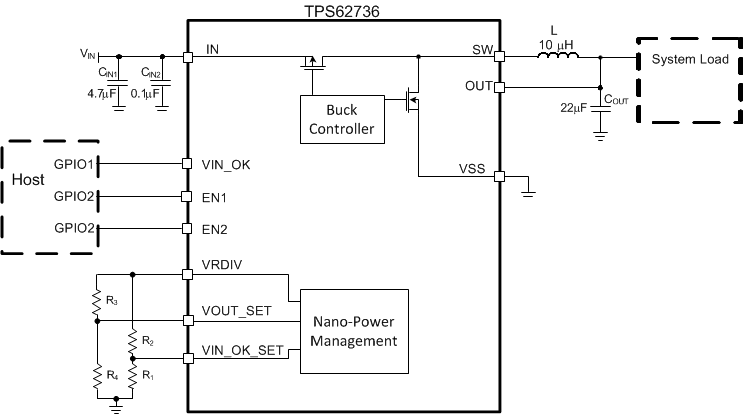 TPS62736
VIN
IN
SW
L
10 µH
System Load
CIN1
4.7µF
CIN2
0.1µF
OUT
COUT
22µF
Buck
Controller
Host
GPIO1
VIN_OK
VSS
GPIO2
EN1
GPIO2
EN2
VRDIV
R3
VOUT_SET
R2
VIN_OK_SET
R4
R1
Nano-Power
Management